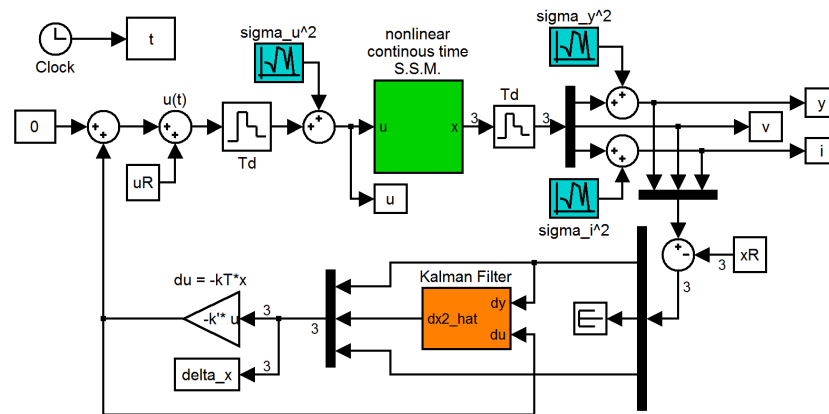 t
Clock
sigma_u^2
nonlinear
continous time
S.S.M.
sigma_y^2
0
u(t)
Td
u
x
3
Td
3
y
v
i
uR
u
sigma_i^2
xR
3
3
du = -kT*x
Kalman Filter
-k'* u
3
3
dx2_hat
dy
du
delta_x
3